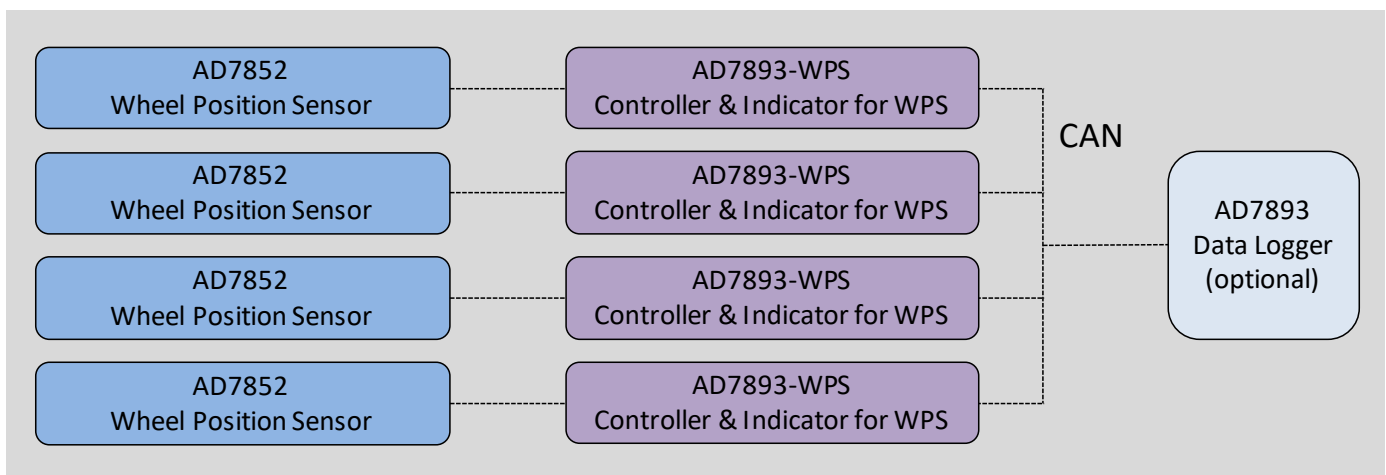 AD7852
Wheel Position Sensor
AD7893-WPS
Controller & Indicator for WPS
AD7852
Wheel Position Sensor
AD7893-WPS
Controller & Indicator for WPS
AD7852
Wheel Position Sensor
AD7893-WPS
Controller & Indicator for WPS
AD7852
Wheel Position Sensor
AD7893-WPS
Controller & Indicator for WPS
CAN
AD7893
Data Logger
(optional)